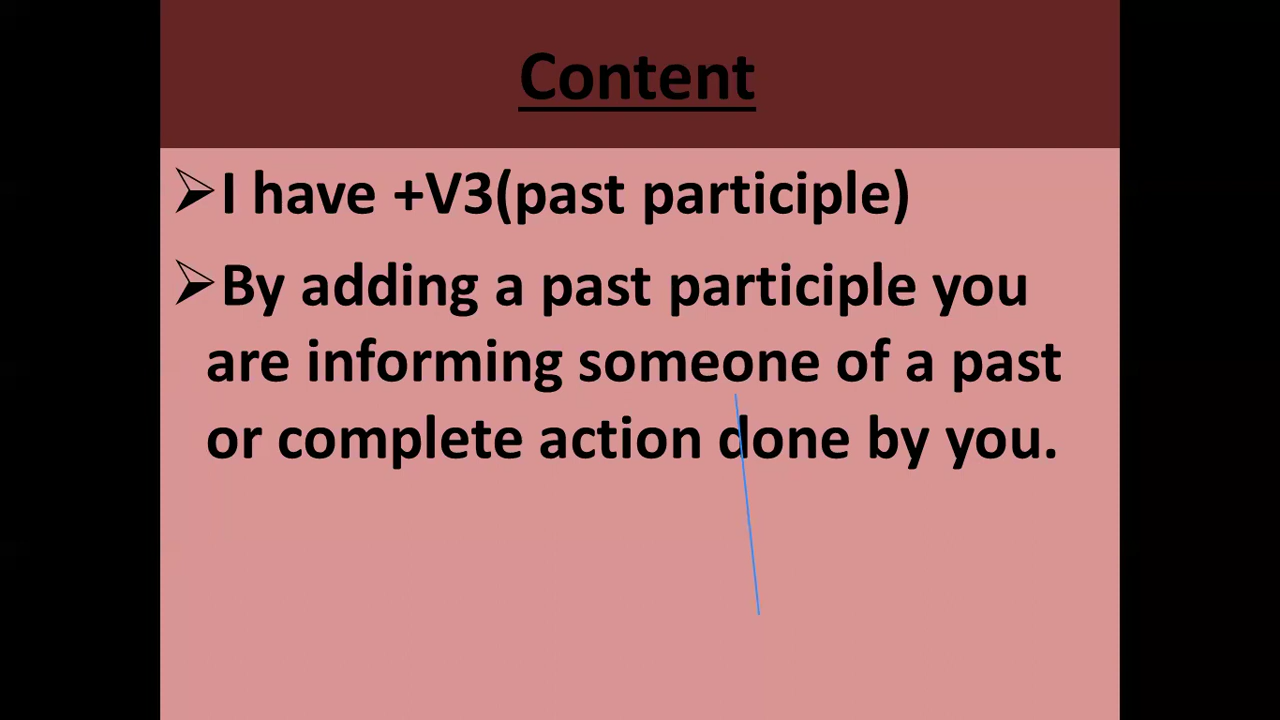 Content
➢I have +V3(past participle)
➢By adding a past participle you
are informing someone of a past
or complete action done by you.